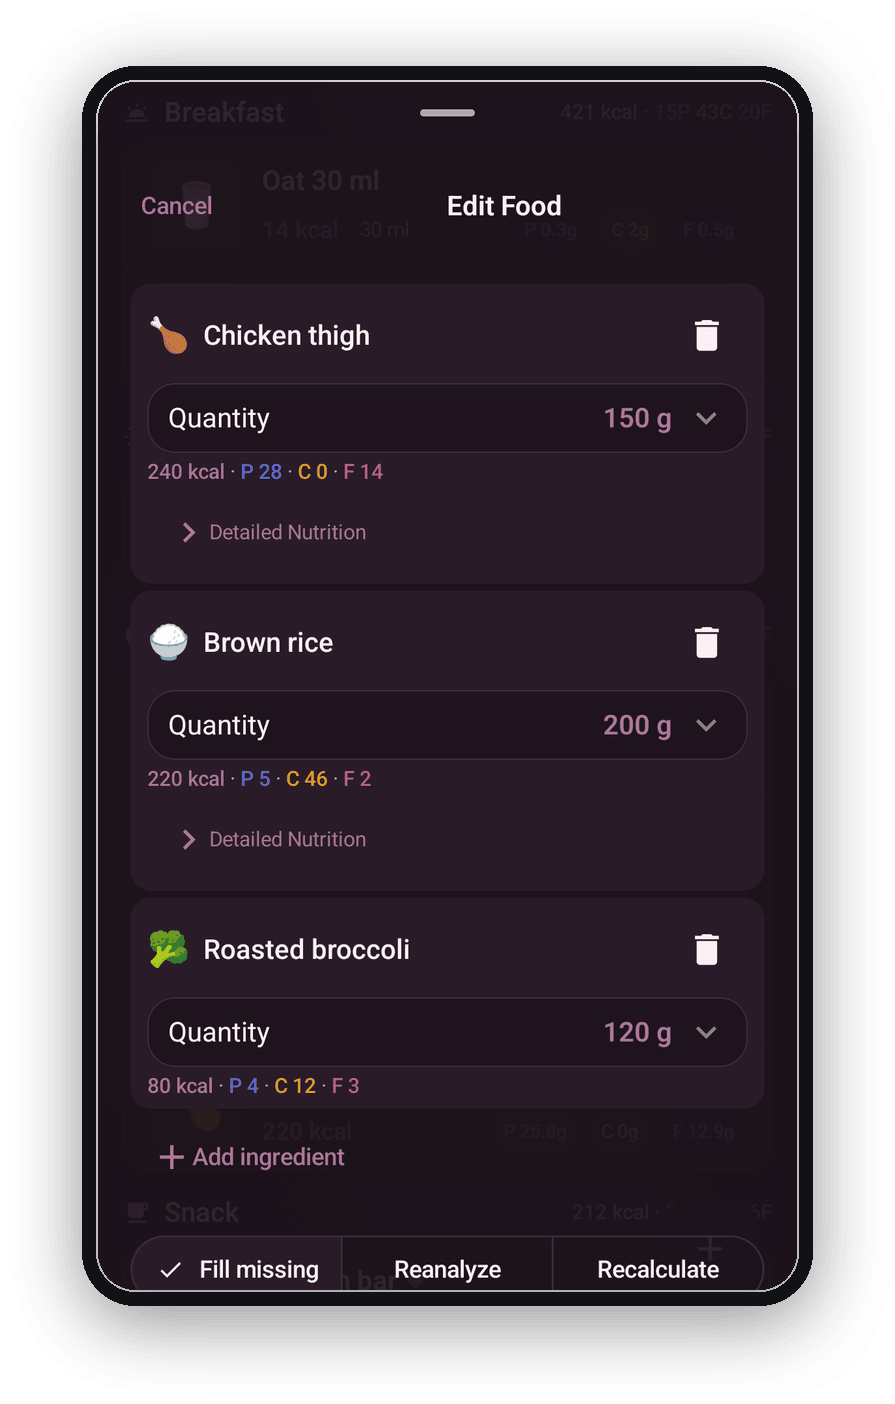 Breakfast 421 kcal · 15P 43C 20F
Oat 30 ml
Cancel Edit Food
14 kcal 30 ml P 0.3g C 2g F 0.5g
Chicken thigh
Quantity 150 g
240 kcal · P 28 · C 0 · F 14
Detailed Nutrition
Brown rice
Quantity 200 g
220 kcal · P 5 · C 46 · F 2
Detailed Nutrition
Roasted broccoli
Quantity 120 g
80 kcal · P 4 · C 12 · F 3
220 kcal P 25.8g C 0g F 12.9g
Add ingredient
Snack 212 kcal ·
Fill missing Reanalyze Recalculate
bar